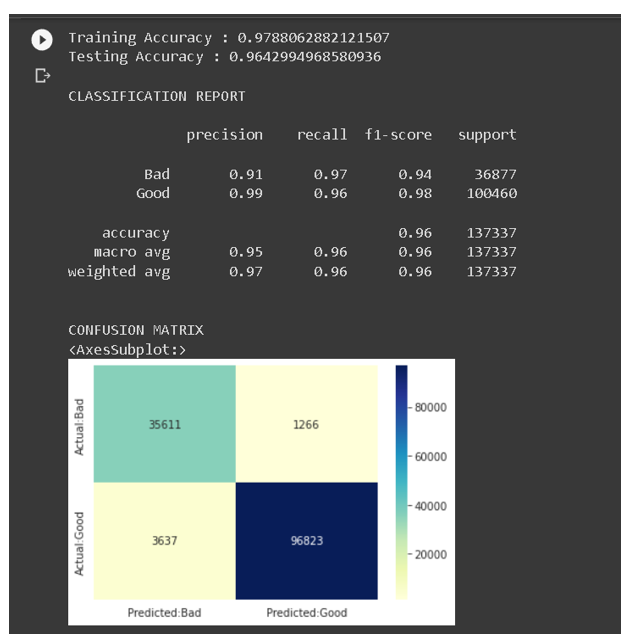 Training Accuracy : 0.9788062882121507
Testing Accuracy : 0.9642994968580936
CLASSIFICATION REPORT
precision recall f1-score support
Bad 0.91 0.97 0.94 36877
Good 0.99 0.96 0.98 100460
accuracy 0.96 137337
macro avg 0.95 0.96 0.96 137337
weighted avg 0.97 0.96 0.96 137337
CONFUSION MATRIX
<AxesSubplot:>
Actual:Bad
35611 1266
Actual:Good
3637 96823
Predicted:Bad Predicted:Good
80000
60000
40000
20000